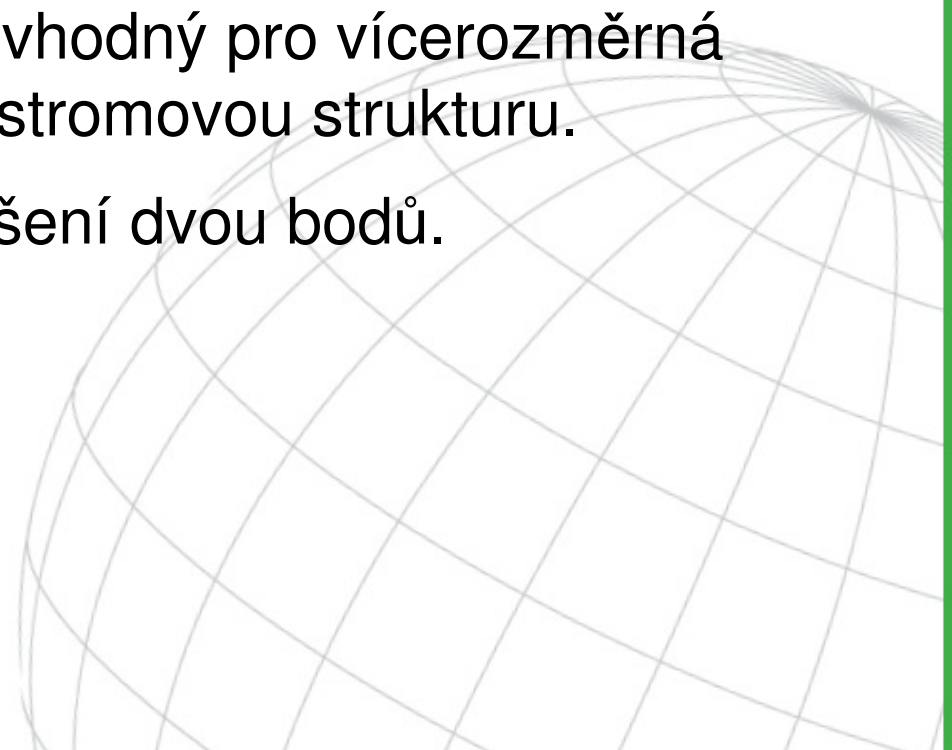 vhodný pro vícerozměrná
stromovou strukturu.
šení dvou bodů.